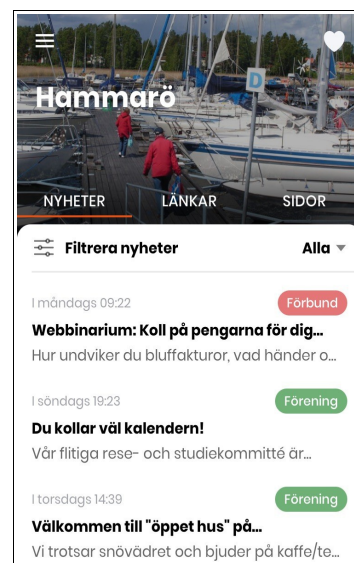 D
Hammarö
NYHETER LÄNKAR SIDOR
Filtrera nyheter Alla
I måndags 09:22 Förbund
Webbinarium: Koll på pengarna för dig...
Hur undviker du bluffakturor, vad händer o...
I söndags 19:23 Förening
Du kollar väl kalendern!
Vår flitiga rese- och studiekommitté är...
I torsdags 14:39 Förening
Välkommen till "öppet hus" på...
Vi trotsar snövädret och bjuder på kaffe/te...